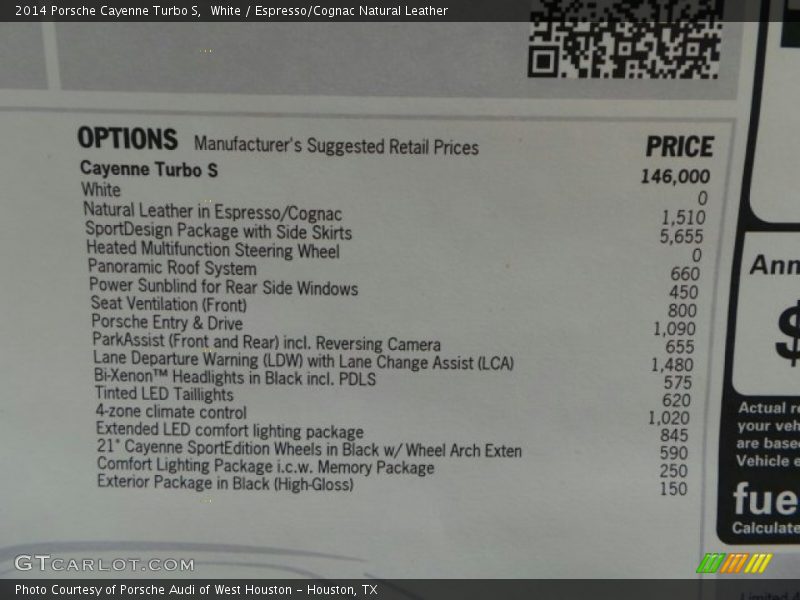 2014 Porsche Cayenne Turbo S, White / Espresso/Cognac Natural Leather
OPTIONS Manufacturer's Suggested Retail Prices PRICE
Cayenne Turbo S 146,000
White 0
Natural Leather in Espresso/Cognac 1,510
SportDesign Package with Side Skirts 5,655
Heated Multifunction Steering Wheel 0
Panoramic Roof System 660
Power Sunblind for Rear Side Windows 450
Seat Ventilation (Front) 800
Porsche Entry & Drive 1,090
ParkAssist (Front and Rear) incl. Reversing Camera 655
Lane Departure Warning (LDW) with Lane Change Assist (LCA) 1,480
Bi-Xenon™ Headlights in Black incl. PDLS 575
Tinted LED Taillights 620
4-zone climate control 1,020
Extended LED comfort lighting package 845
21" Cayenne SportEdition Wheels in Black w/ Wheel Arch Exten 590
Comfort Lighting Package i.c.w. Memory Package 250
Exterior Package in Black (High-Gloss) 150
Ann
$
Actual re
your veh
are based
Vehicle e
fue
Calculate
GTCARLOT.COM
Photo Courtesy of Porsche Audi of West Houston – Houston, TX